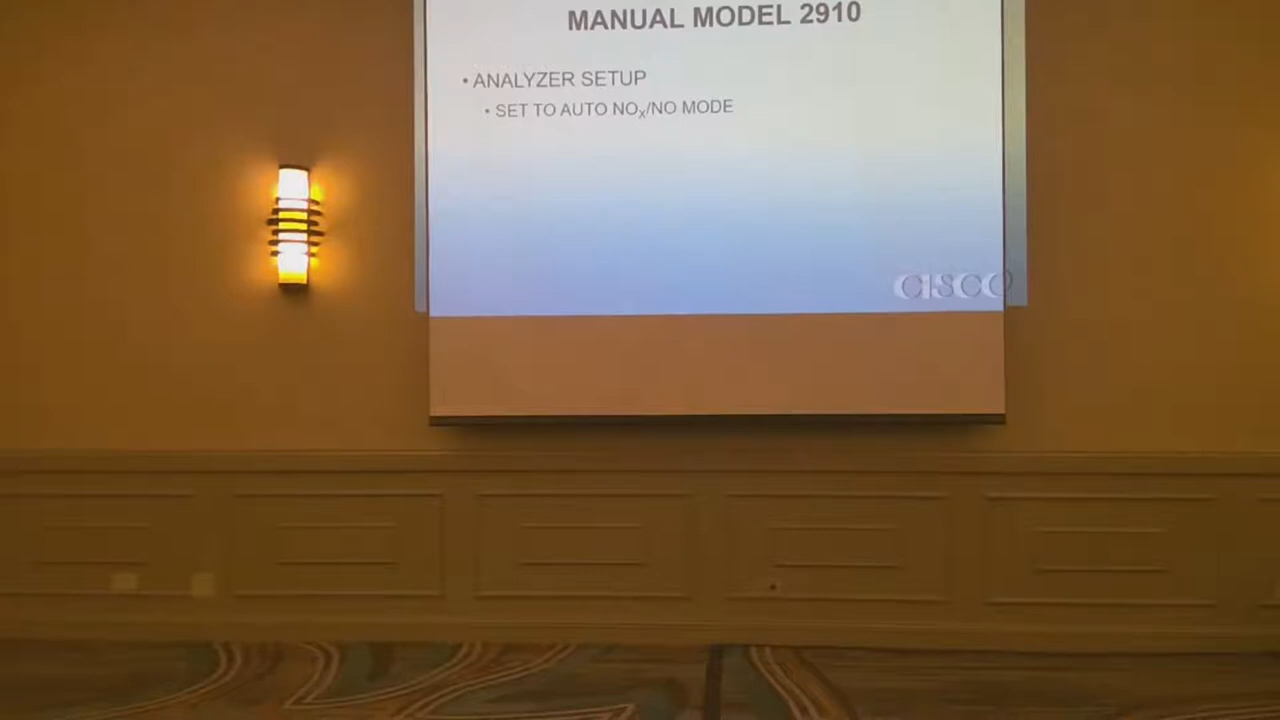 MANUAL MODEL 2910
• ANALYZER SETUP
• SET TO AUTO NOₓ/NO MODE
CISCO